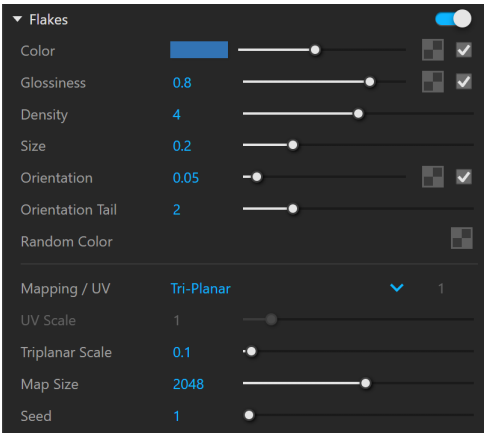 Flakes
Color
Glossiness 0.8
Density 4
Size 0.2
Orientation 0.05
Orientation Tail 2
Random Color
Mapping / UV Tri-Planar 1
UV Scale 1
Triplanar Scale 0.1
Map Size 2048
Seed 1